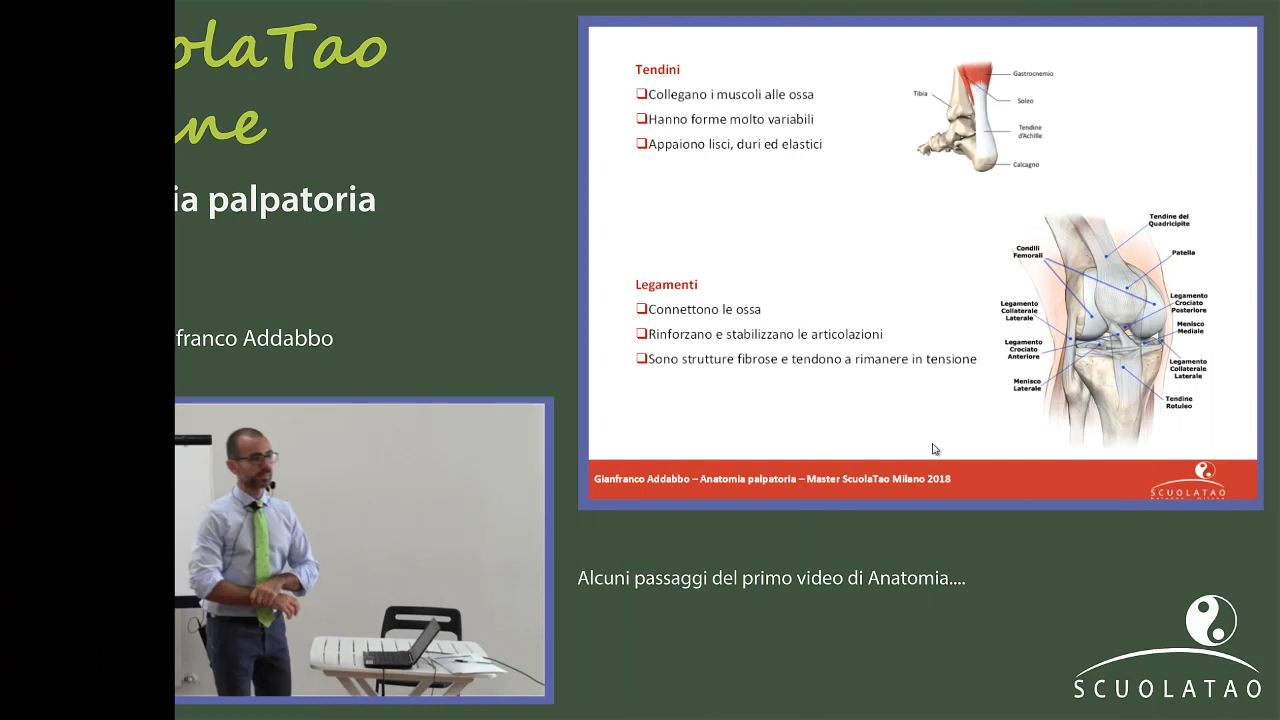 olaTao
ne
ia palpatoria
franco Addabbo
Tendini
Collegano i muscoli alle ossa
Hanno forme molto variabili
Appaiono lisci, duri ed elastici
Gastrocnemio
Tibia
Soleo
Tendine
d'Achille
Calcagno
Legamenti
Connettono le ossa
Rinforzano e stabilizzano le articolazioni
Sono strutture fibrose e tendono a rimanere in tensione
Tendine del
Quadricipite
Condili
Femorali
Patella
Legamento
Collaterale
Laterale
Legamento
Crociato
Posteriore
Menisco
Mediale
Legamento
Crociato
Anteriore
Legamento
Collaterale
Laterale
Menisco
Laterale
Tendine
Rotuleo
Gianfranco Addabbo – Anatomia palpatoria – Master ScuolaTao Milano 2018
SCUOLATAO
Alcuni passaggi del primo video di Anatomia....
SCUOLATAO